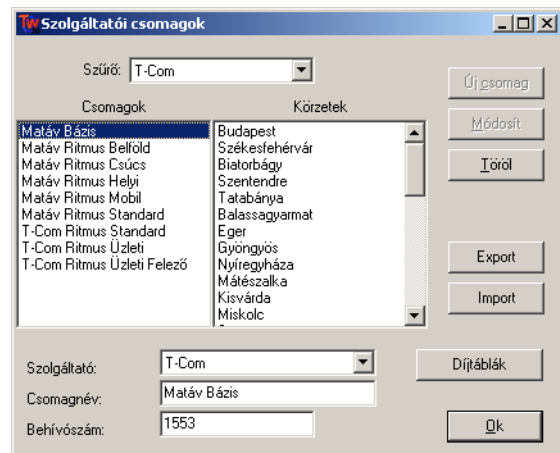 TW Szolgáltatói csomagok
Szűrő: T-Com
Új csomag
Csomagok
Körzetek
Módosít
Matáv Bázis
Matáv Ritmus Belföld
Matáv Ritmus Csúcs
Matáv Ritmus Helyi
Matáv Ritmus Mobil
Matáv Ritmus Standard
T-Com Ritmus Standard
T-Com Ritmus Üzleti
T-Com Ritmus Üzleti Felező
Budapest
Székesfehérvár
Biatorbágy
Szentendre
Tatabánya
Balassagyarmat
Eger
Gyöngyös
Nyíregyháza
Mátészalka
Kisvárda
Miskolc
Töröl
Export
Import
Szolgáltató: T-Com
Díjtáblák
Csomagnév: Matáv Bázis
Behívószám: 1553
Ok